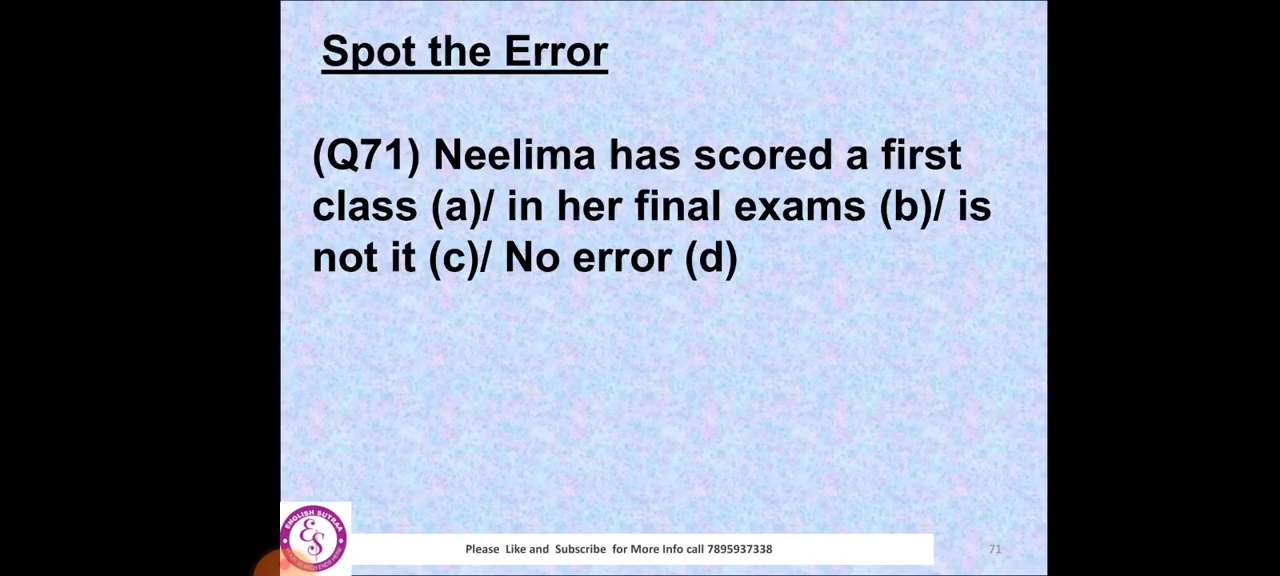 Spot the Error
(Q71) Neelima has scored a first
class (a)/ in her final exams (b)/ is
not it (c)/ No error (d)
ENGLISH SUTRAA
ES
Please Like and Subscribe for More Info call 7895937338
71